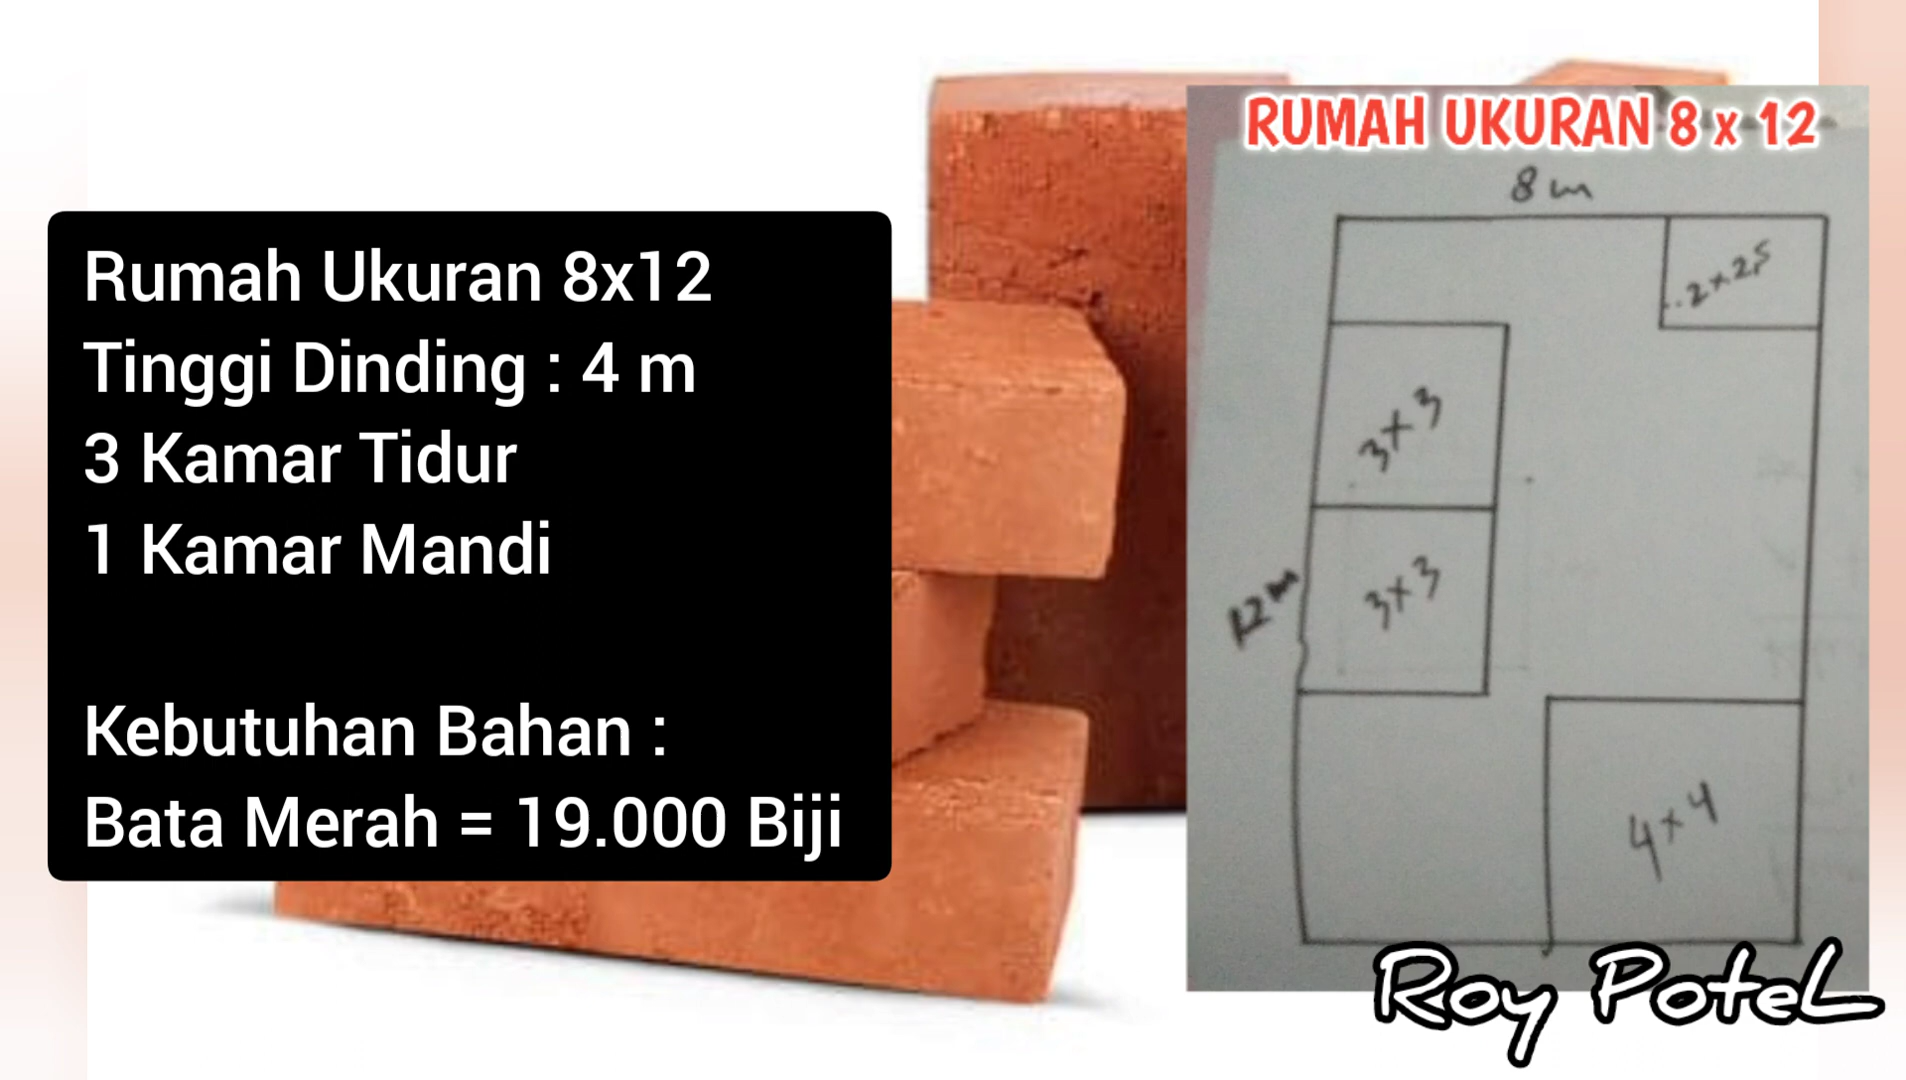 Rumah Ukuran 8x12
Tinggi Dinding : 4 m
3 Kamar Tidur
1 Kamar Mandi
Kebutuhan Bahan :
Bata Merah = 19.000 Biji
RUMAH UKURAN 8 x 12
8 m
2x2,5
3x3
3x3
12 m
4x4
Roy PoteL